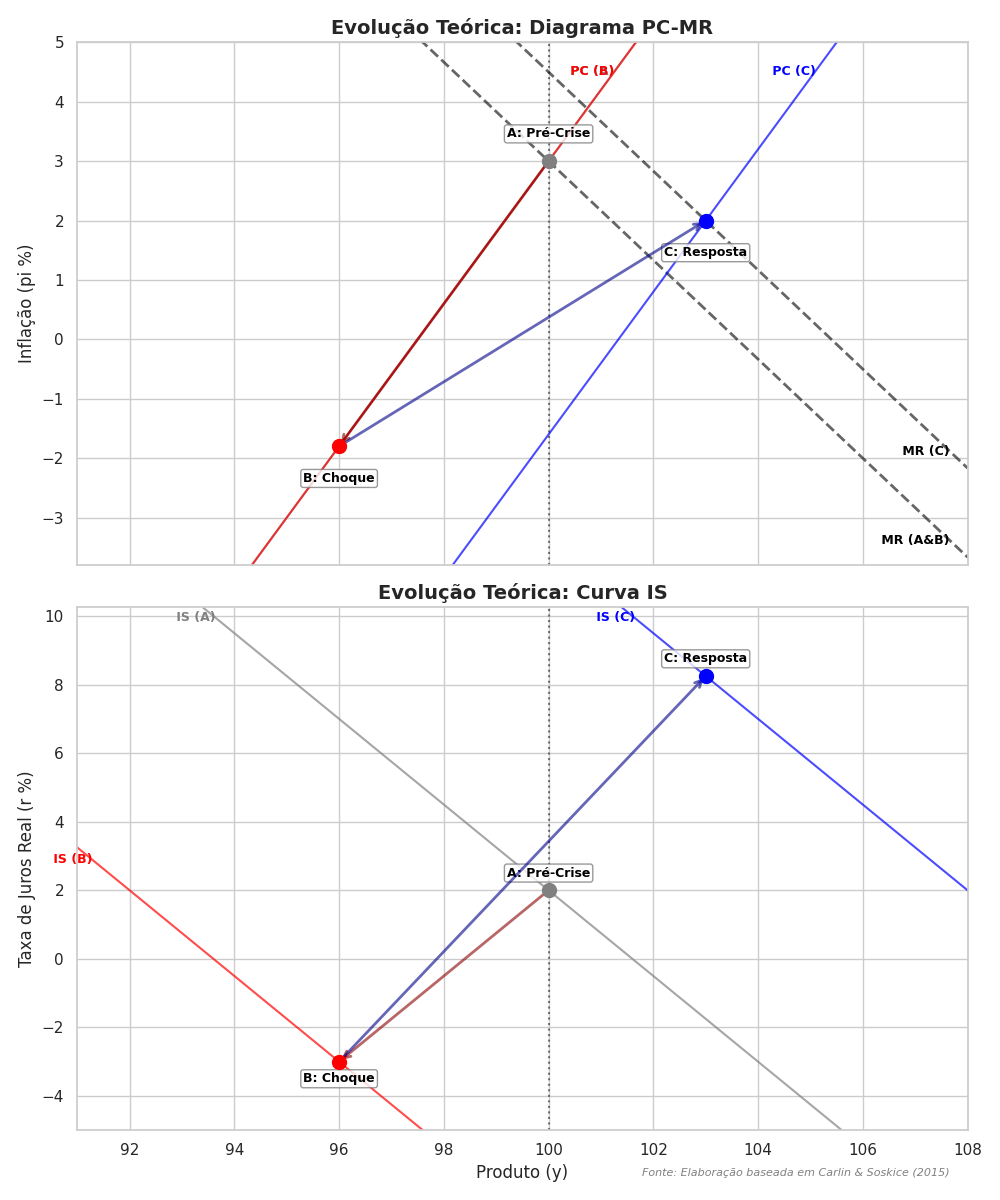 Evolução Teórica: Diagrama PC-MR
5
4
3
2
1
0
−1
−2
−3
Inflação (pi %)
PC (B)
PC (C)
A: Pré-Crise
C: Resposta
B: Choque
MR (C)
MR (A&B)
Evolução Teórica: Curva IS
10
8
6
4
2
0
−2
−4
Taxa de Juros Real (r %)
IS (A)
IS (C)
C: Resposta
IS (B)
A: Pré-Crise
B: Choque
92 94 96 98 100 102 104 106 108
Produto (y)
Fonte: Elaboração baseada em Carlin & Soskice (2015)